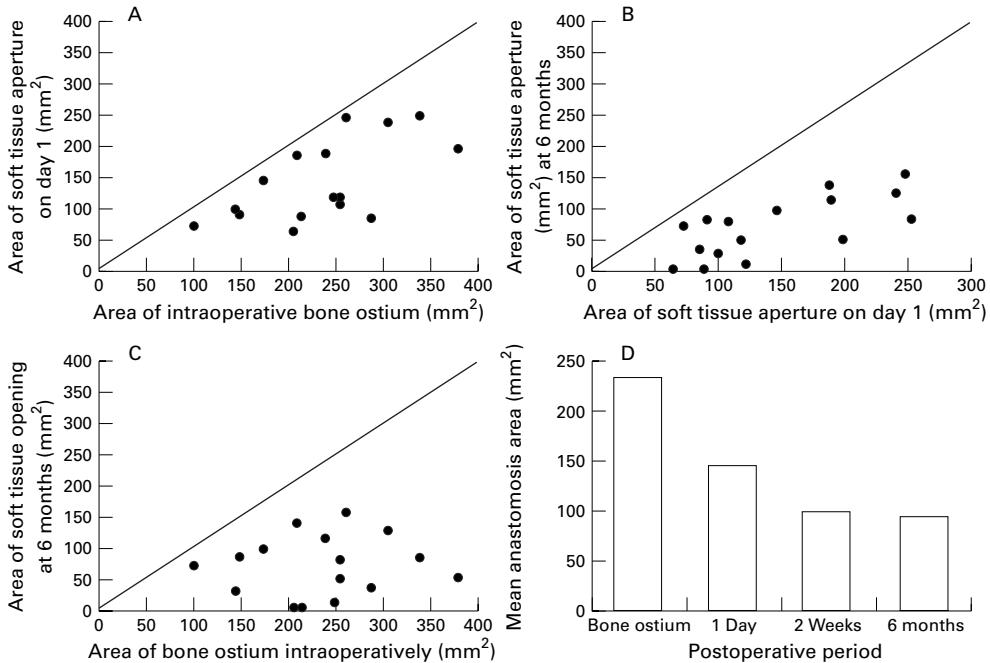 A
Area of soft tissue aperture
on day 1 (mm2)
400
350
300
250
200
150
100
50
0
0 50 100 150 200 250 300 350 400
Area of intraoperative bone ostium (mm2)
B
Area of soft tissue aperture
(mm2) at 6 months
400
350
300
250
200
150
100
50
0
0 50 100 150 200 250 300
Area of soft tissue aperture on day 1 (mm2)
C
Area of soft tissue opening
at 6 months (mm2)
400
350
300
250
200
150
100
50
0
0 50 100 150 200 250 300 350 400
Area of bone ostium intraoperatively (mm2)
D
Mean anastomosis area (mm2)
250
200
150
100
50
0
Bone ostium 1 Day 2 Weeks 6 months
Postoperative period